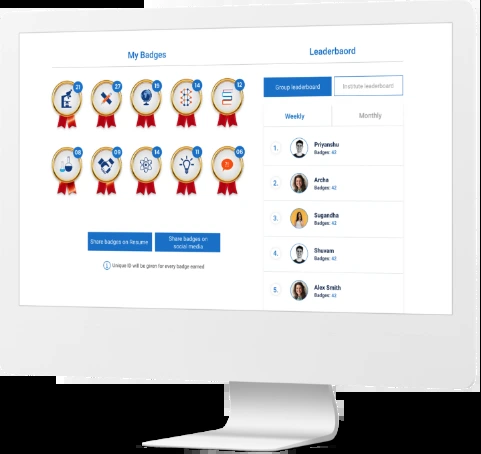 My Badges
21
27
19
14
12
08
09
14
11
06
Share badges on Resume
Share badges on
social media
Unique ID will be given for every badge earned
Leaderbaord
Group leaderboard
Institute leaderboard
Weekly
Monthly
1.
Priyanshu
Badges: 42
2.
Archa
Badges: 42
3.
Sugandha
Badges: 42
4.
Shuvam
Badges: 42
5.
Alex Smith
Badges: 42